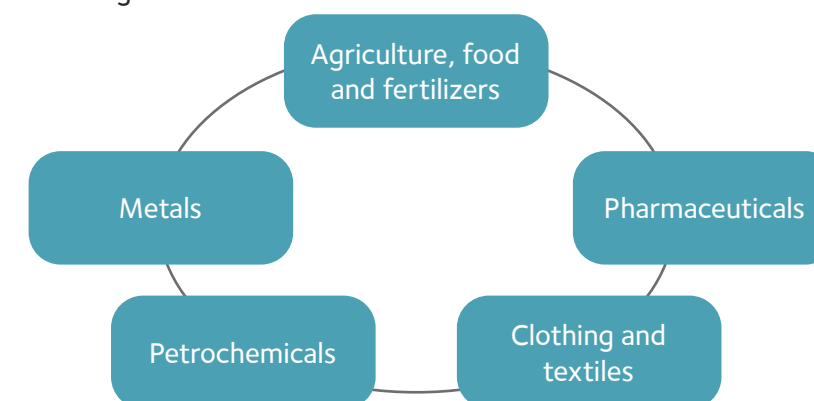 Agriculture, food
and fertilizers
Metals
Pharmaceuticals
Petrochemicals
Clothing and
textiles